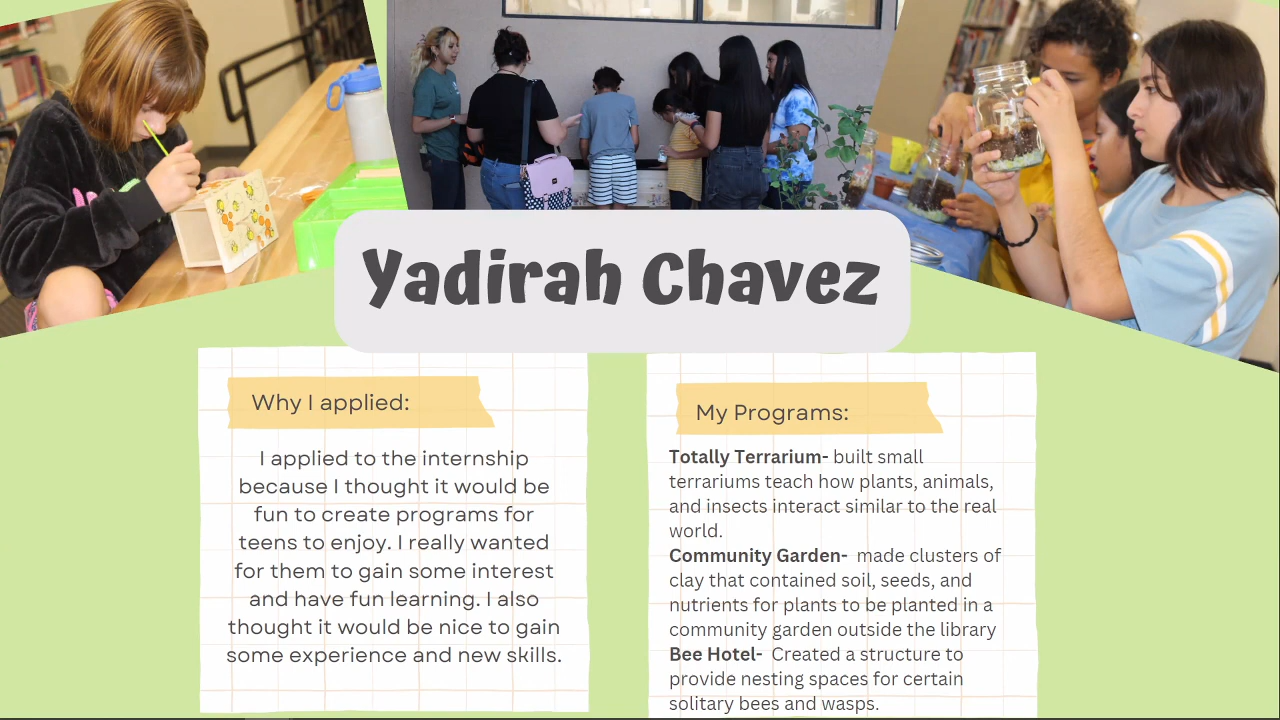 Yadirah Chavez
Why I applied:
I applied to the internship
because I thought it would be
fun to create programs for
teens to enjoy. I really wanted
for them to gain some interest
and have fun learning. I also
thought it would be nice to gain
some experience and new skills.
My Programs:
Totally Terrarium- built small
terrariums teach how plants, animals,
and insects interact similar to the real
world.
Community Garden- made clusters of
clay that contained soil, seeds, and
nutrients for plants to be planted in a
community garden outside the library
Bee Hotel- Created a structure to
provide nesting spaces for certain
solitary bees and wasps.